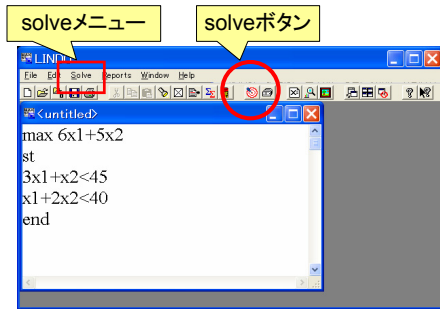 solveメニュー
solveボタン
LINDO
File Edit Solve Reports Window Help
<untitled>
max 6x1+5x2
st
3x1+x2<45
x1+2x2<40
end